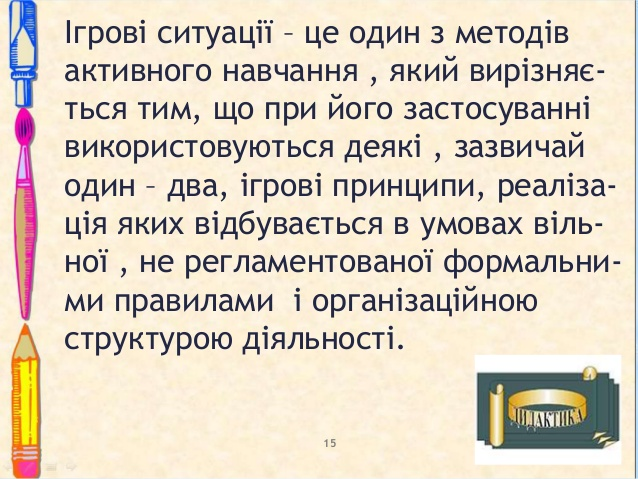 Ігрові ситуації – це один з методів
активного навчання , який вирізняє-
ться тим, що при його застосуванні
використовуються деякі , зазвичай
один – два, ігрові принципи, реаліза-
ція яких відбувається в умовах віль-
ної , не регламентованої формальни-
ми правилами  і організаційною
структурою діяльності.
ДИДАКТИКА
15